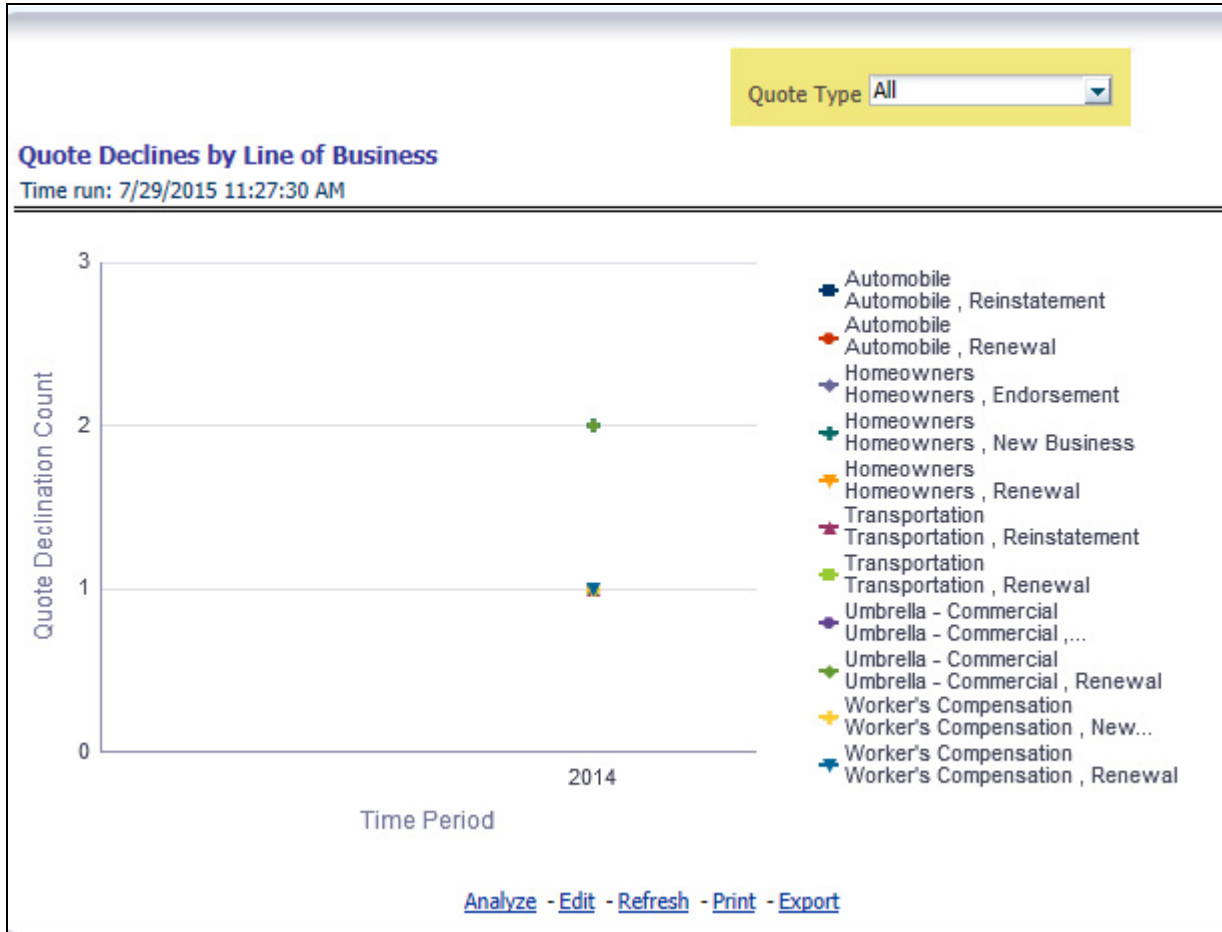 Quote Type All
Quote Declines by Line of Business
Time run: 7/29/2015 11:27:30 AM
3
2
1
0
Quote Declination Count
2014
Time Period
Automobile
Automobile , Reinstatement
Automobile
Automobile , Renewal
Homeowners
Homeowners , Endorsement
Homeowners
Homeowners , New Business
Homeowners
Homeowners , Renewal
Transportation
Transportation , Reinstatement
Transportation
Transportation , Renewal
Umbrella - Commercial
Umbrella - Commercial ,...
Umbrella - Commercial
Umbrella - Commercial , Renewal
Worker's Compensation
Worker's Compensation , New...
Worker's Compensation
Worker's Compensation , Renewal
Analyze - Edit - Refresh - Print - Export